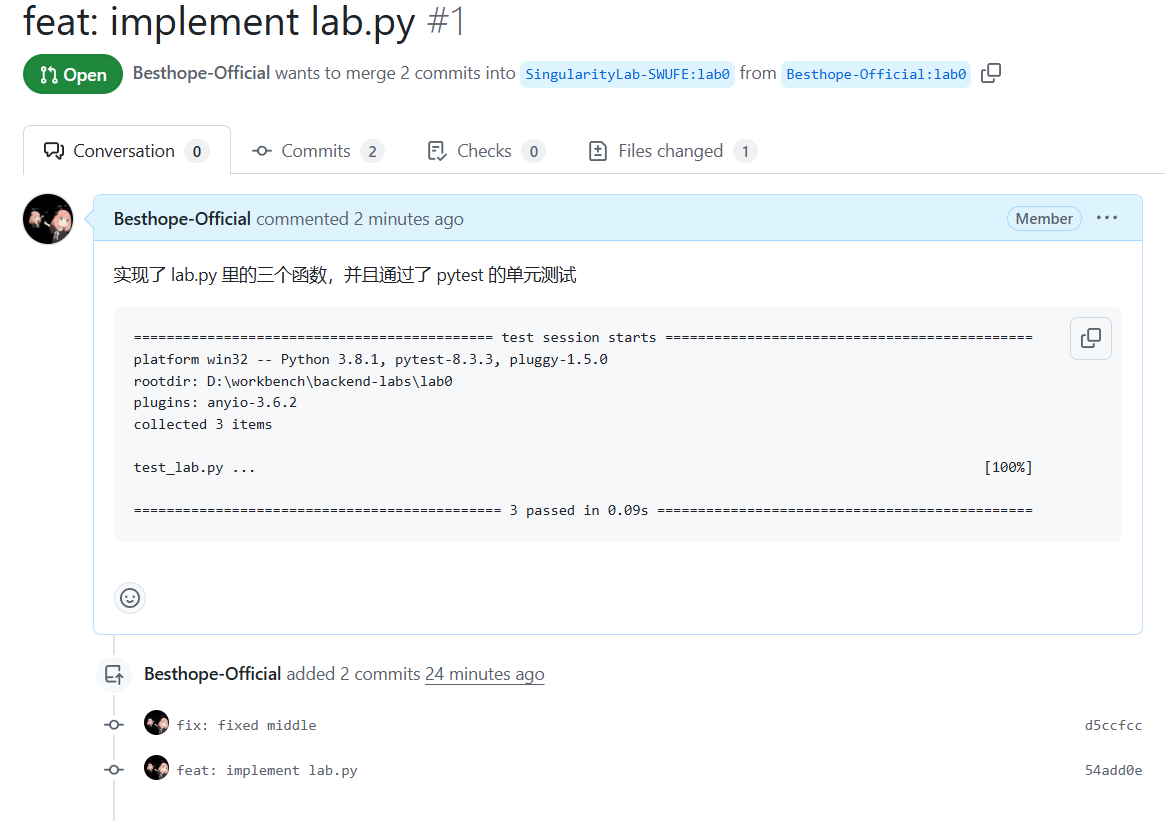 feat: implement lab.py #1
Open Besthope-Official wants to merge 2 commits into SingularityLab-SWUFE:lab0 from Besthope-Official:lab0
Conversation 0 Commits 2 Checks 0 Files changed 1
Besthope-Official commented 2 minutes ago Member
实现了 lab.py 里的三个函数，并且通过了 pytest 的单元测试
============================================ test session starts =============================================
platform win32 -- Python 3.8.1, pytest-8.3.3, pluggy-1.5.0
rootdir: D:\workbench\backend-labs\lab0
plugins: anyio-3.6.2
collected 3 items
test_lab.py ... [100%]
============================================= 3 passed in 0.09s ==============================================
Besthope-Official added 2 commits 24 minutes ago
fix: fixed middle d5ccfcc
feat: implement lab.py 54add0e